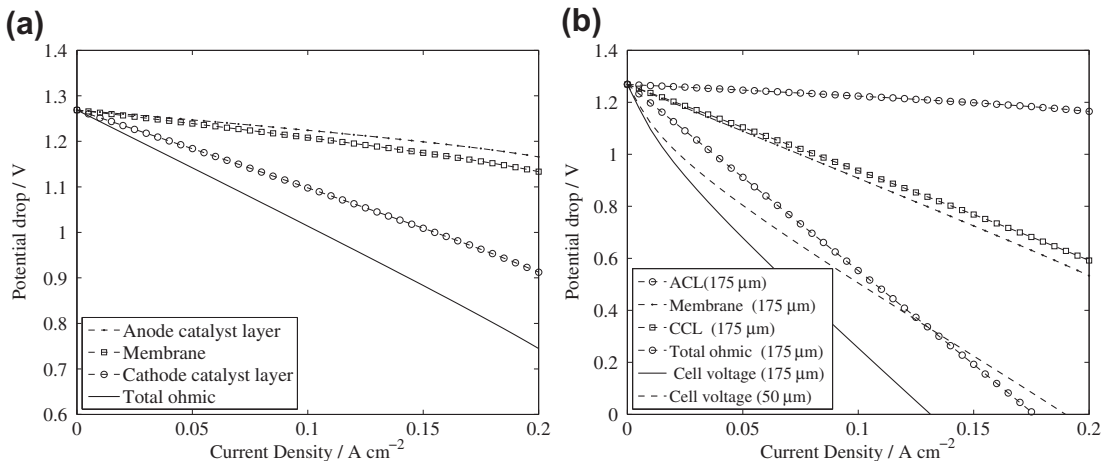 (a)
1.4
1.3
1.2
1.1
1
0.9
0.8
0.7
0.6
Potential drop / V
0
0.05
0.1
0.15
0.2
Current Density / A cm⁻²
Anode catalyst layer
Membrane
Cathode catalyst layer
Total ohmic
(b)
1.4
1.2
1
0.8
0.6
0.4
0.2
0
Potential drop / V
0
0.05
0.1
0.15
0.2
Current Density / A cm⁻²
ACL(175 μm)
Membrane (175 μm)
CCL (175 μm)
Total ohmic (175 μm)
Cell voltage (175 μm)
Cell voltage (50 μm)